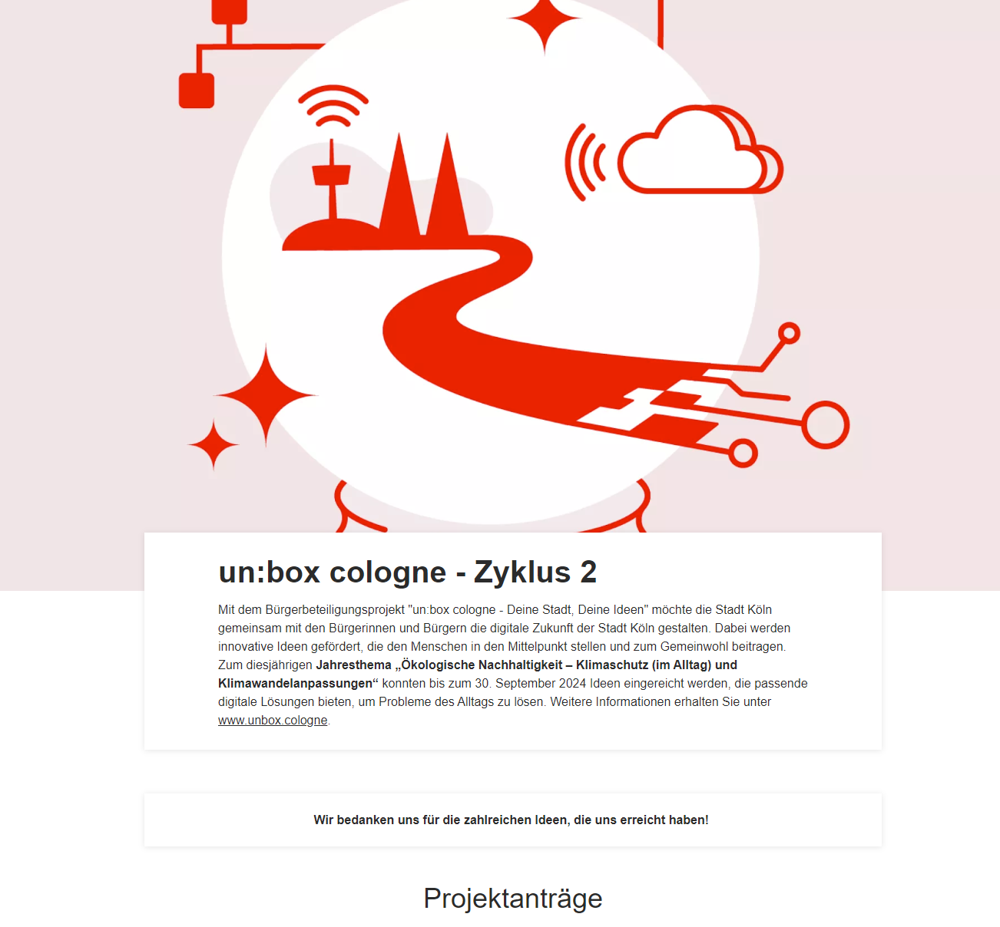 un:box cologne - Zyklus 2
Mit dem Bürgerbeteiligungsprojekt "un:box cologne - Deine Stadt, Deine Ideen" möchte die Stadt Köln
gemeinsam mit den Bürgerinnen und Bürgern die digitale Zukunft der Stadt Köln gestalten. Dabei werden
innovative Ideen gefördert, die den Menschen in den Mittelpunkt stellen und zum Gemeinwohl beitragen.
Zum diesjährigen Jahresthema „Ökologische Nachhaltigkeit – Klimaschutz (im Alltag) und
Klimawandelanpassungen“ konnten bis zum 30. September 2024 Ideen eingereicht werden, die passende
digitale Lösungen bieten, um Probleme des Alltags zu lösen. Weitere Informationen erhalten Sie unter
www.unbox.cologne.
Wir bedanken uns für die zahlreichen Ideen, die uns erreicht haben!
Projektanträge